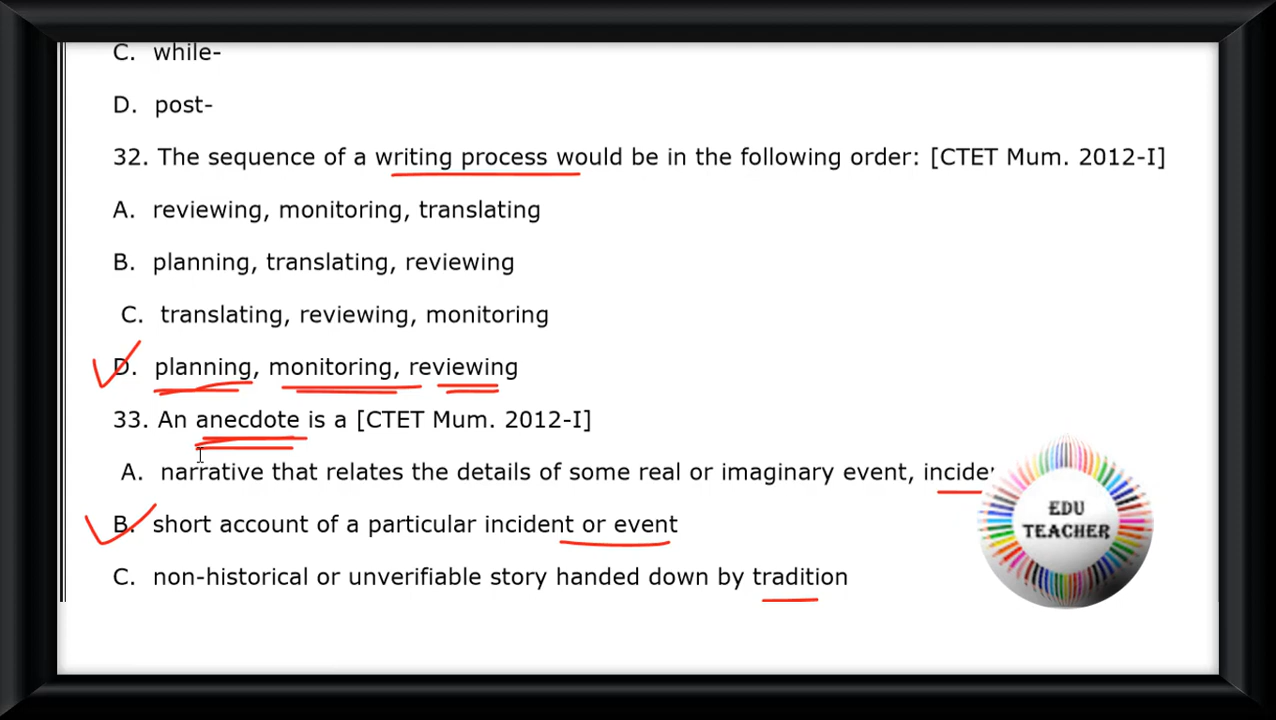 C. while-
D. post-
32. The sequence of a writing process would be in the following order: [CTET Mum. 2012-I]
A. reviewing, monitoring, translating
B. planning, translating, reviewing
C. translating, reviewing, monitoring
D. planning, monitoring, reviewing
33. An anecdote is a [CTET Mum. 2012-I]
A. narrative that relates the details of some real or imaginary event,
B. short account of a particular incident or event
C. non-historical or unverifiable story handed down by tradition
EDU
TEACHER